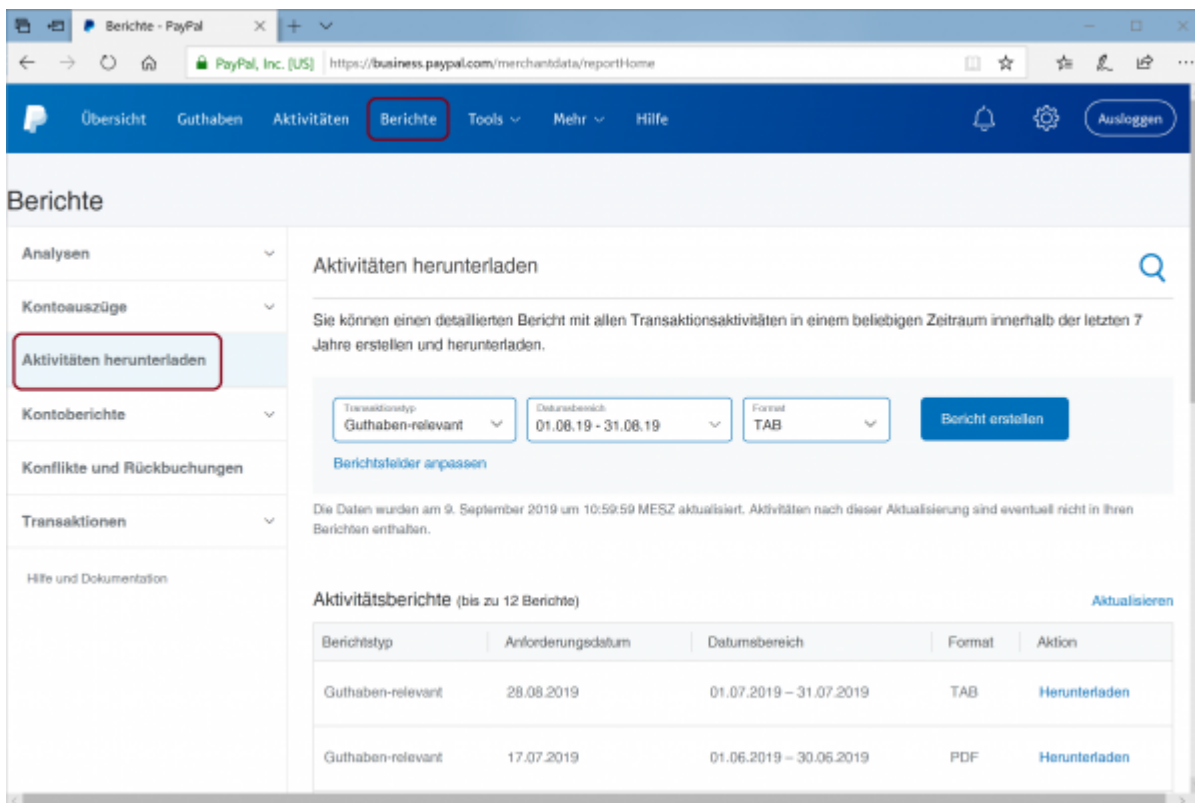 Berichte - PayPal
PayPal, Inc. [US] https://business.paypal.com/merchantdata/reportHome
Übersicht Guthaben Aktivitäten Berichte Tools Mehr Hilfe Ausloggen
Berichte
Analysen
Kontoauszüge
Aktivitäten herunterladen
Kontoberichte
Konflikte und Rückbuchungen
Transaktionen
Hilfe und Dokumentation
Aktivitäten herunterladen
Sie können einen detaillierten Bericht mit allen Transaktionsaktivitäten in einem beliebigen Zeitraum innerhalb der letzten 7
Jahre erstellen und herunterladen.
Transaktionstyp Datumsbereich Format
Guthaben-relevant 01.08.19 - 31.08.19 TAB Bericht erstellen
Berichtsfelder anpassen
Die Daten wurden am 9. September 2019 um 10:59:59 MESZ aktualisiert. Aktivitäten nach dieser Aktualisierung sind eventuell nicht in Ihren
Berichten enthalten.
Aktivitätsberichte (bis zu 12 Berichte) Aktualisieren
Berichtstyp Anforderungsdatum Datumsbereich Format Aktion
Guthaben-relevant 28.08.2019 01.07.2019 – 31.07.2019 TAB Herunterladen
Guthaben-relevant 17.07.2019 01.06.2019 – 30.06.2019 PDF Herunterladen